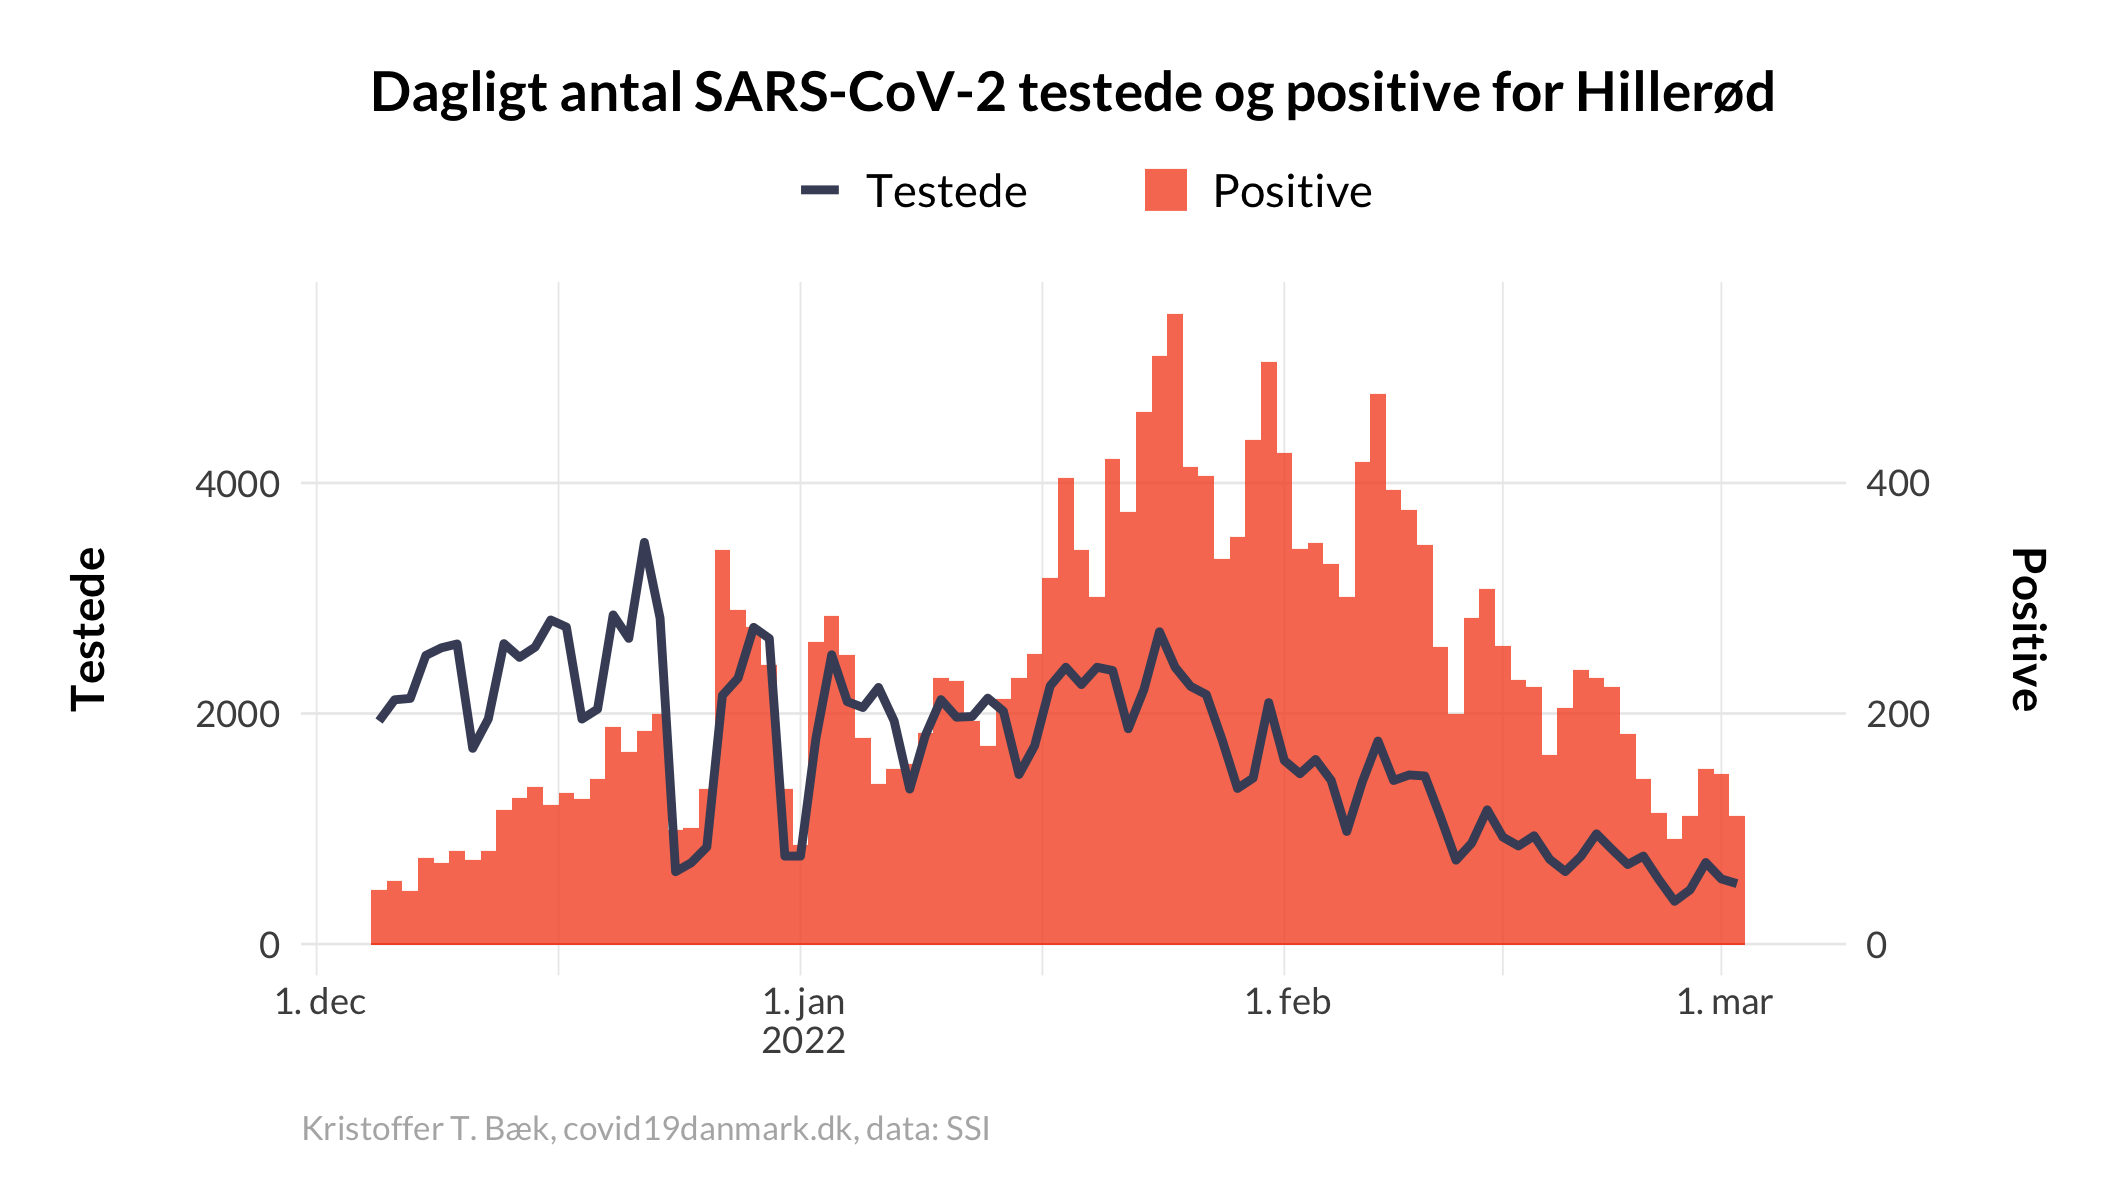 Dagligt antal SARS-CoV-2 testede og positive for Hillerød
Testede
Positive
4000
2000
0
Testede
400
200
0
Positive
1. dec
1. jan
2022
1. feb
1. mar
Kristoffer T. Bæk, covid19danmark.dk, data: SSI